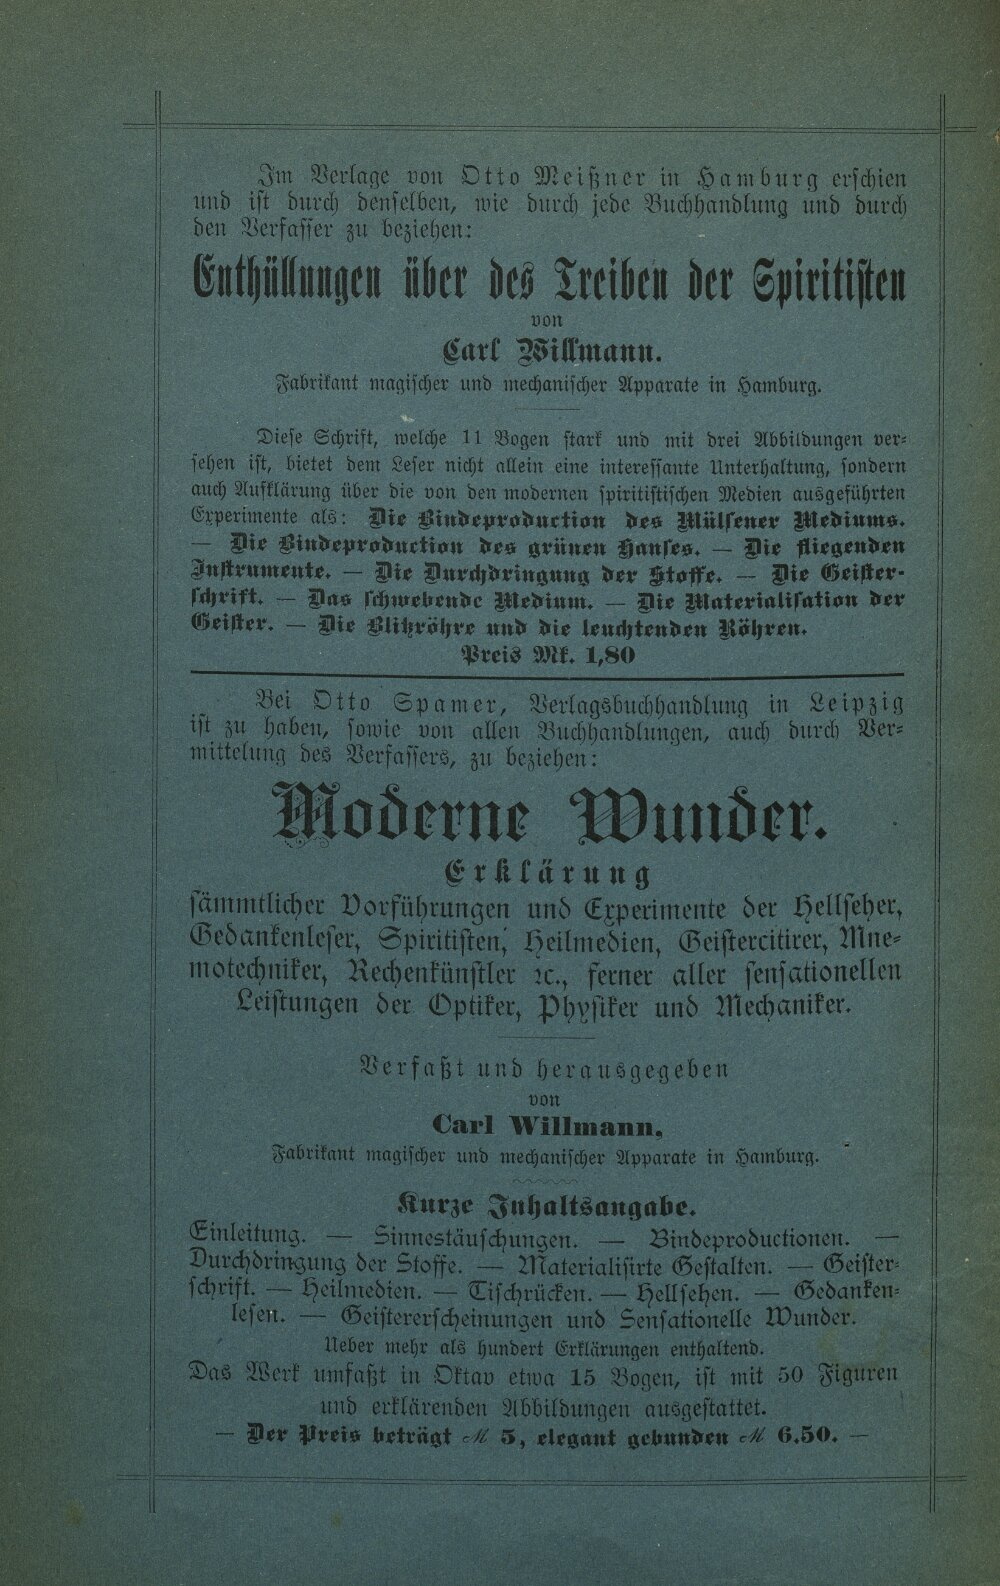 Im Verlage von Otto Meißner in Hamburg erschien
und ist durch denselben, wie durch jede Buchhandlung und durch
den Verfasser zu beziehen:
Enthüllungen über des Treiben der Spiritisten
von
Carl Willmann.
Fabrikant magischer und mechanischer Apparate in Hamburg.
Diese Schrift, welche 11 Bogen stark und mit drei Abbildungen ver-
sehen ist, bietet dem Leser nicht allein eine interessante Unterhaltung, sondern
auch Aufklärung über die von den modernen spiritistischen Medien ausgeführten
Experimente als: Die Bindeproduction des Mülsener Mediums.
— Die Bindeproduction des grünen Hanses. — Die fliegenden
Instrumente. — Die Durchdringung der Stoffe. — Die Geister-
schrift. — Das schwebende Medium. — Die Materialisation der
Geister. — Die Blitzröhre und die leuchtenden Röhren.
Preis Mk. 1,80
Bei Otto Spamer, Verlagsbuchhandlung in Leipzig
ist zu haben, sowie von allen Buchhandlungen, auch durch Ver-
mittelung des Verfassers, zu beziehen:
Moderne Wunder.
Erklärung
sämmtlicher Vorführungen und Experimente der Hellseher,
Gedankenleser, Spiritisten, Heilmedien, Geistercitirer, Mne-
motechniker, Rechenkünstler ꝛc., ferner aller sensationellen
Leistungen der Optiker, Physiker und Mechaniker.
Verfaßt und herausgegeben
von
Carl Willmann,
Fabrikant magischer und mechanischer Apparate in Hamburg.
Kurze Inhaltsangabe.
Einleitung. — Sinnestäuschungen. — Bindeproductionen. —
Durchdringung der Stoffe. — Materialisirte Gestalten. — Geister-
schrift. — Heilmedien. — Tischrücken. — Hellsehen. — Gedanken-
lesen. — Geistererscheinungen und Sensationelle Wunder.
Ueber mehr als hundert Erklärungen enthaltend.
Das Werk umfaßt in Oktav etwa 15 Bogen, ist mit 50 Figuren
und erklärenden Abbildungen ausgestattet.
— Der Preis beträgt ℳ 5, elegant gebunden ℳ 6.50. —